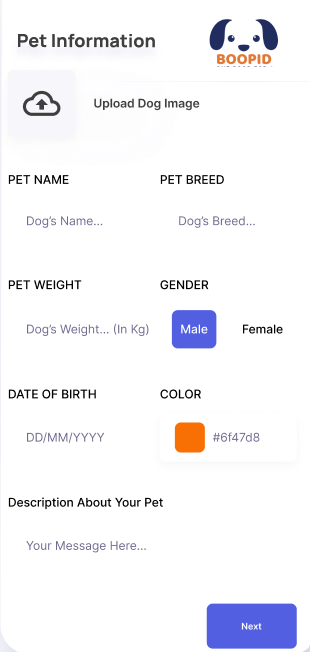 Pet Information
BOOPID
Upload Dog Image
PET NAME
PET BREED
Dog's Name...
Dog's Breed...
PET WEIGHT
GENDER
Dog's Weight... (In Kg)
Male
Female
DATE OF BIRTH
COLOR
DD/MM/YYYY
#6f47d8
Description About Your Pet
Your Message Here...
Next